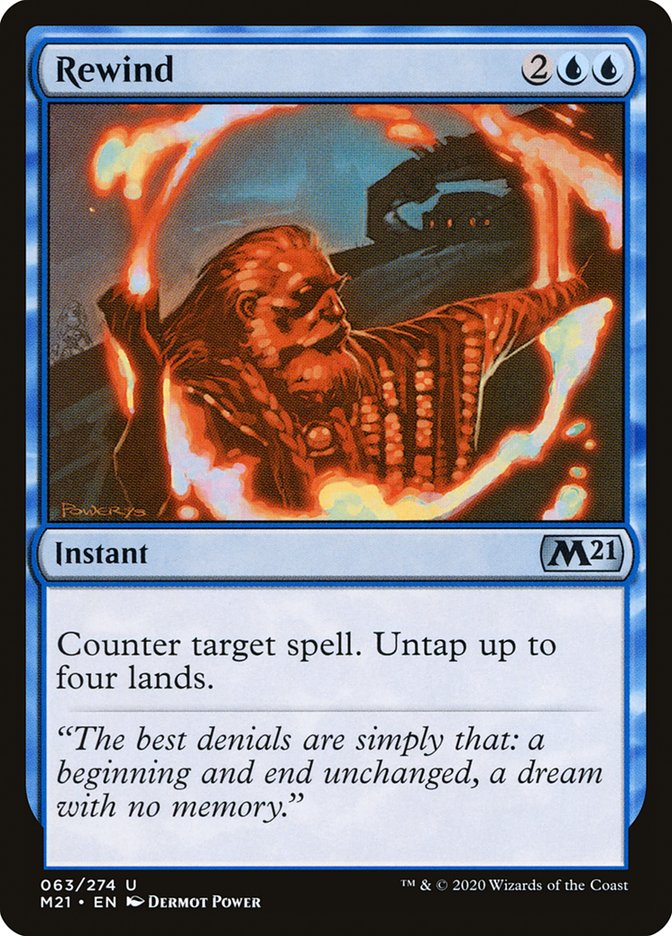 Rewind 2
POWER 98
Instant M21
Counter target spell. Untap up to
four lands.
“The best denials are simply that: a
beginning and end unchanged, a dream
with no memory.”
063/274 U ™ & © 2020 Wizards of the Coast
M21 • EN Dermot Power